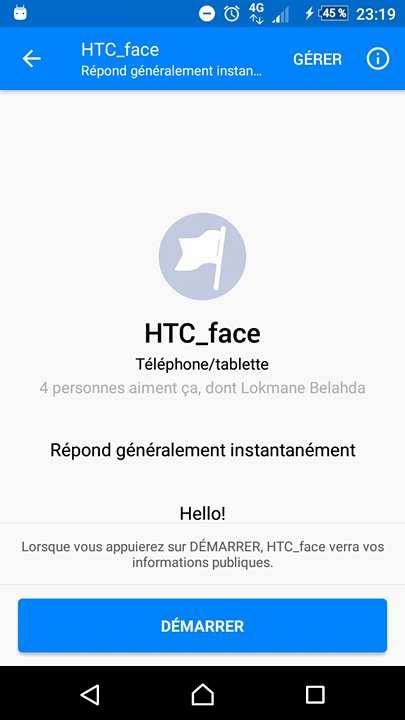 4G
45 %
23:19
HTC_face
Répond généralement instan...
GÉRER
HTC_face
Téléphone/tablette
4 personnes aiment ça, dont Lokmane Belahda
Répond généralement instantanément
Hello!
Lorsque vous appuierez sur DÉMARRER, HTC_face verra vos
informations publiques.
DÉMARRER